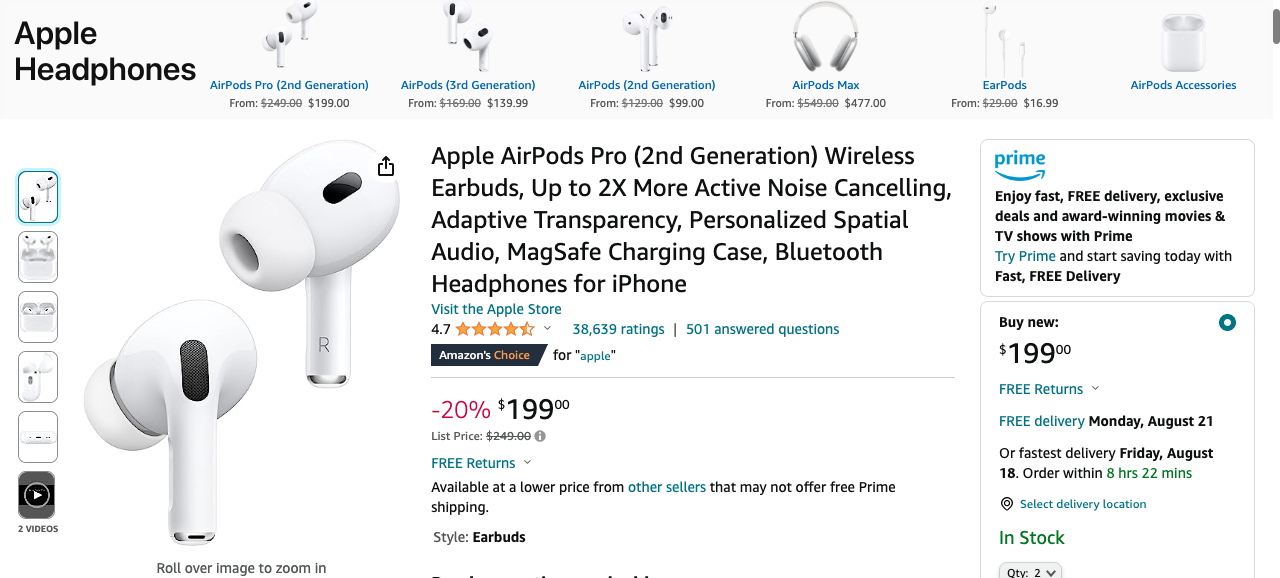 Apple
Headphones
AirPods Pro (2nd Generation)
From: $249.00 $199.00
AirPods (3rd Generation)
From: $169.00 $139.99
AirPods (2nd Generation)
From: $129.00 $99.00
AirPods Max
From: $549.00 $477.00
EarPods
From: $29.00 $16.99
AirPods Accessories
R
2 VIDEOS
Roll over image to zoom in
Apple AirPods Pro (2nd Generation) Wireless
Earbuds, Up to 2X More Active Noise Cancelling,
Adaptive Transparency, Personalized Spatial
Audio, MagSafe Charging Case, Bluetooth
Headphones for iPhone
Visit the Apple Store
4.7 38,639 ratings | 501 answered questions
Amazon's Choice for "apple"
-20% $19900
List Price: $249.00
FREE Returns
Available at a lower price from other sellers that may not offer free Prime
shipping.
Style: Earbuds
prime
Enjoy fast, FREE delivery, exclusive
deals and award-winning movies &
TV shows with Prime
Try Prime and start saving today with
Fast, FREE Delivery
Buy new:
$19900
FREE Returns
FREE delivery Monday, August 21
Or fastest delivery Friday, August
18. Order within 8 hrs 22 mins
Select delivery location
In Stock
Qty: 2